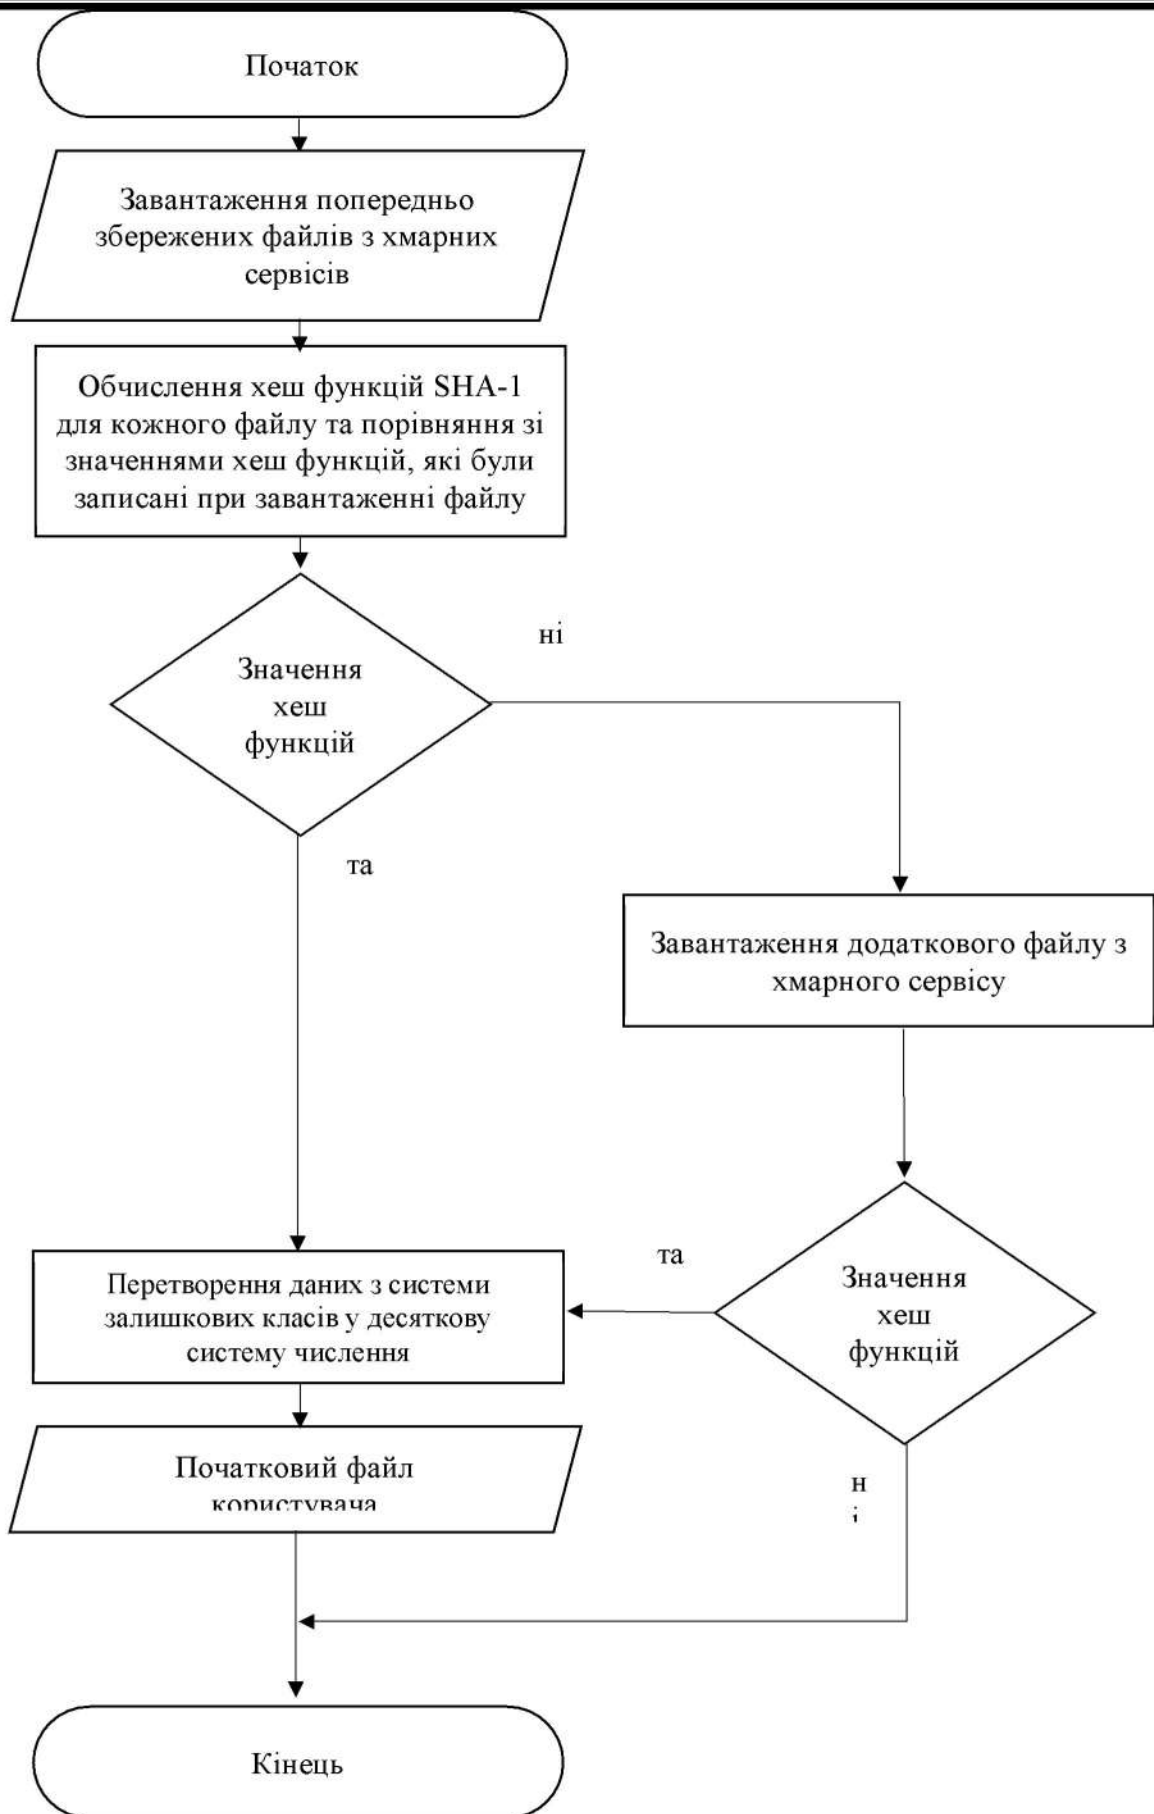 Початок
Завантаження попередньо
збережених файлів з хмарних
сервісів
Обчислення хеш функцій SHA-1
для кожного файлу та порівняння зі
значеннями хеш функцій, які були
записані при завантаженні файлу
Значення
хеш
функцій
ні
та
Завантаження додаткового файлу з
хмарного сервісу
Значення
хеш
функцій
та
Перетворення даних з системи
залишкових класів у десяткову
систему числення
Початковий файл
користувача
н
і
Кінець